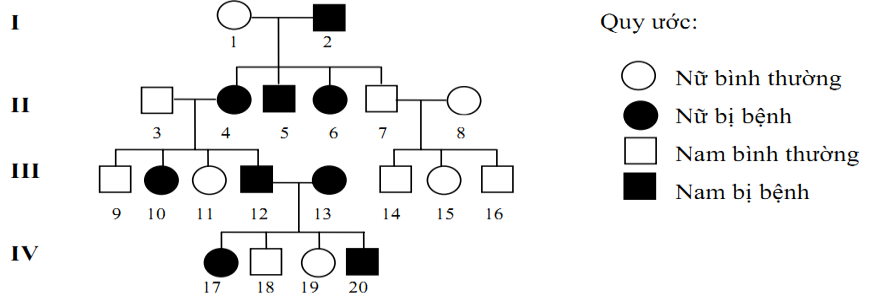 I
1 2
Quy ước:
Nữ bình thường
Nữ bị bệnh
Nam bình thường
Nam bị bệnh
II
3 4 5 6 7 8
III
9 10 11 12 13 14 15 16
IV
17 18 19 20